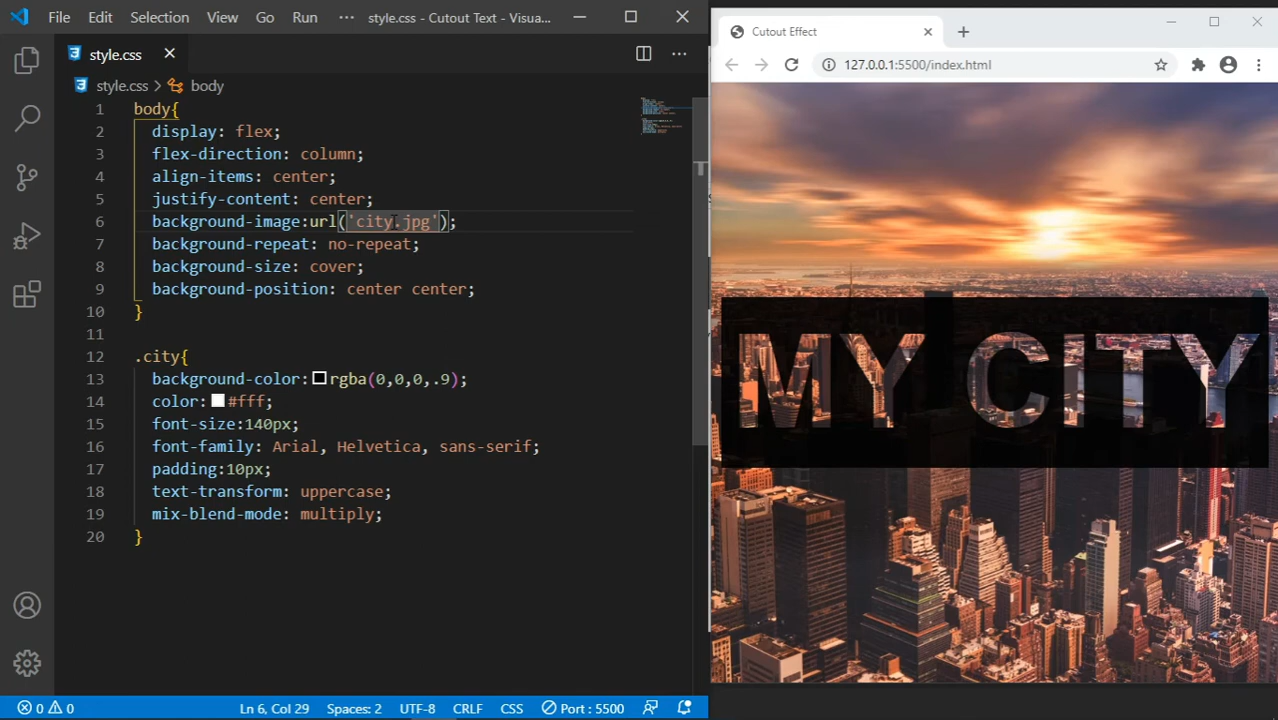 File Edit Selection View Go Run ··· style.css - Cutout Text - Visua...
style.css
style.css > body
1 body{
2 display: flex;
3 flex-direction: column;
4 align-items: center;
5 justify-content: center;
6 background-image:url('city.jpg');
7 background-repeat: no-repeat;
8 background-size: cover;
9 background-position: center center;
10 }
11
12 .city{
13 background-color:rgba(0,0,0,.9);
14 color:#fff;
15 font-size:140px;
16 font-family: Arial, Helvetica, sans-serif;
17 padding:10px;
18 text-transform: uppercase;
19 mix-blend-mode: multiply;
20 }
0 0 Ln 6, Col 29 Spaces: 2 UTF-8 CRLF CSS Port : 5500
Cutout Effect
127.0.0.1:5500/index.html
MY CITY